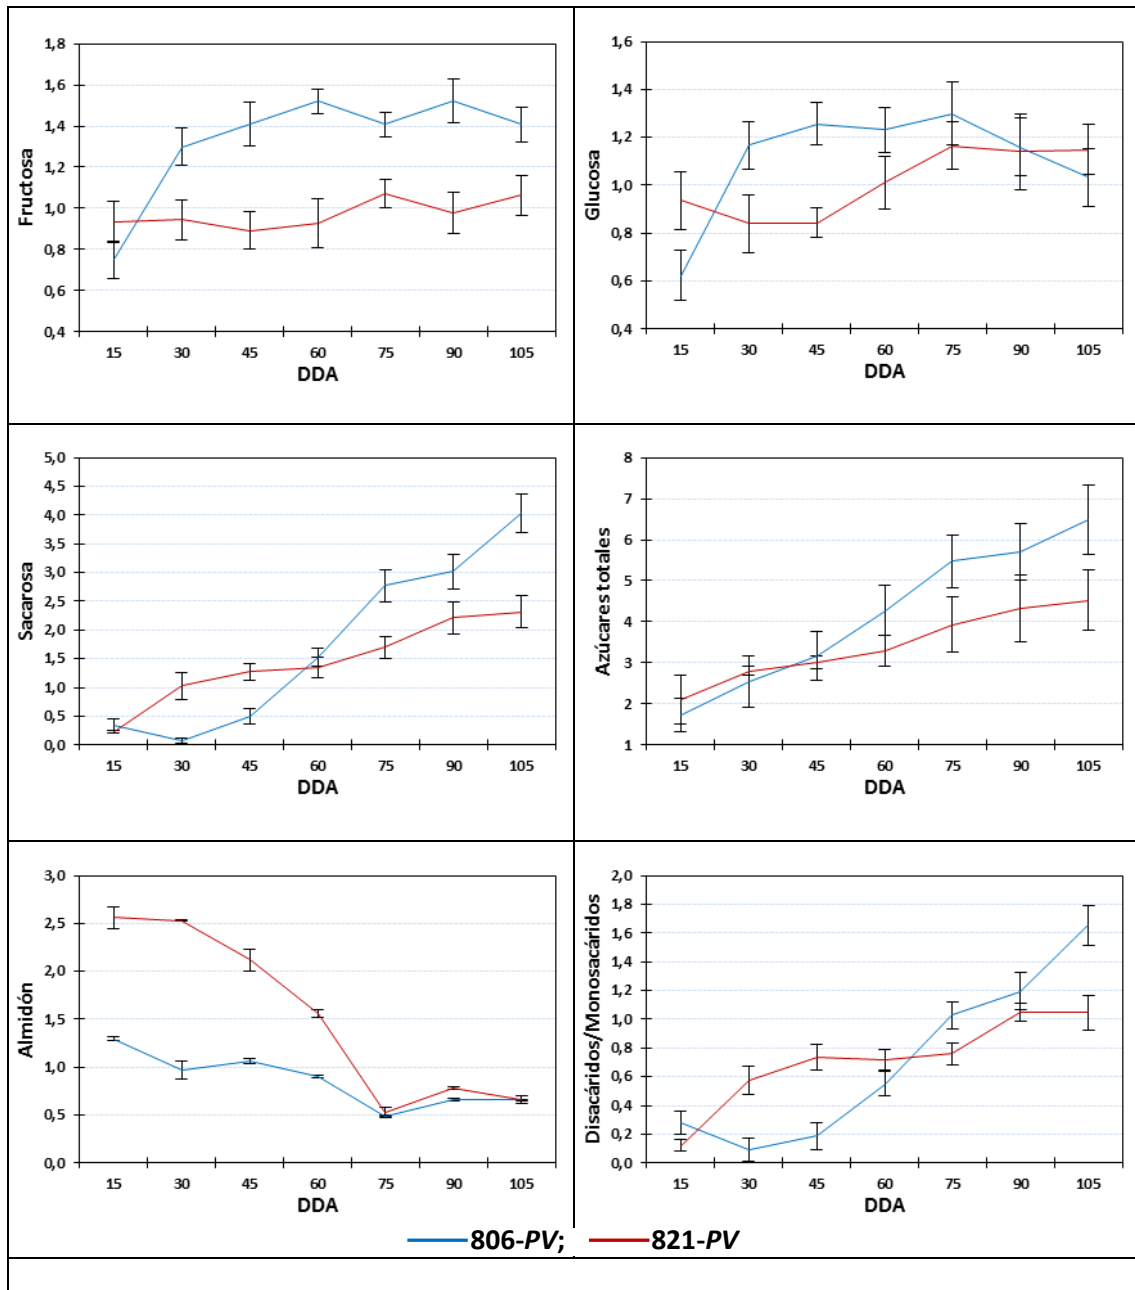 Fructosa
1,8
1,6
1,4
1,2
1,0
0,8
0,6
0,4
15 30 45 60 75 90 105
DDA
Glucosa
1,6
1,4
1,2
1,0
0,8
0,6
0,4
15 30 45 60 75 90 105
DDA
Sacarosa
5,0
4,5
4,0
3,5
3,0
2,5
2,0
1,5
1,0
0,5
0,0
15 30 45 60 75 90 105
DDA
Azúcares totales
8
7
6
5
4
3
2
1
15 30 45 60 75 90 105
DDA
Almidón
3,0
2,5
2,0
1,5
1,0
0,5
0,0
15 30 45 60 75 90 105
DDA
Disacáridos/Monosacáridos
2,0
1,8
1,6
1,4
1,2
1,0
0,8
0,6
0,4
0,2
0,0
15 30 45 60 75 90 105
DDA
806-PV; 821-PV